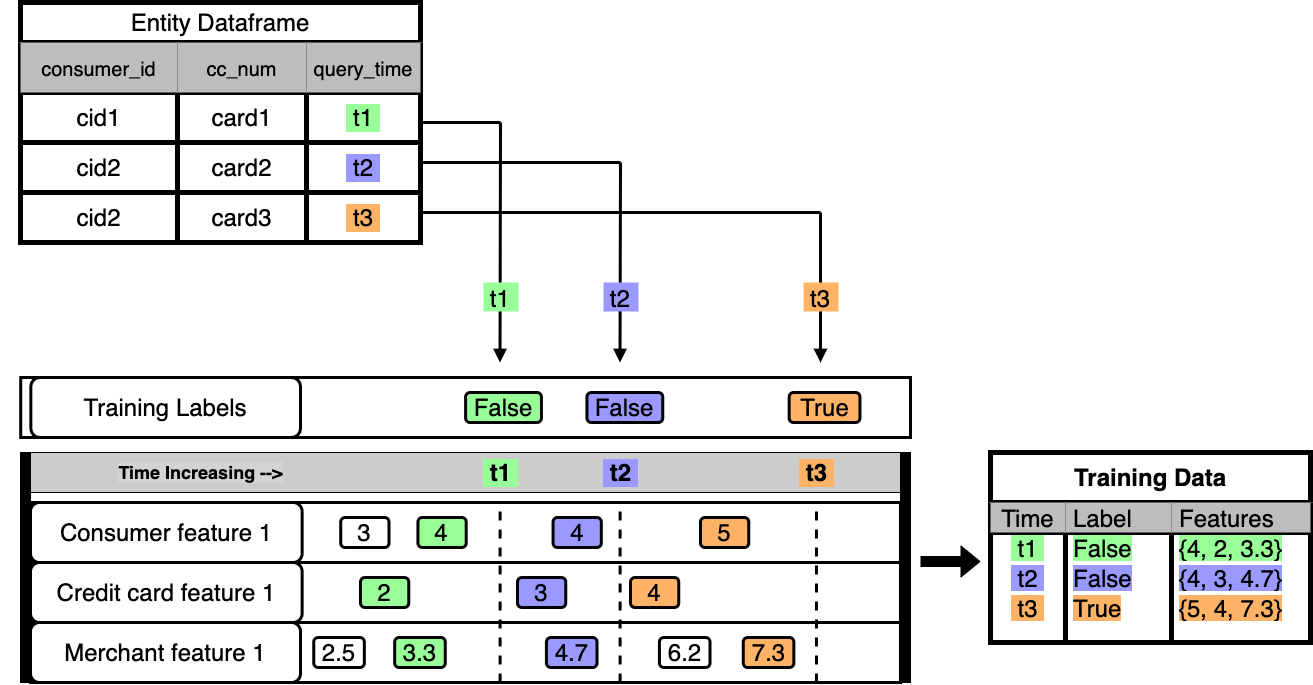 Entity Dataframe
consumer_id cc_num query_time
cid1 card1 t1
cid2 card2 t2
cid2 card3 t3
t1 t2 t3
Training Labels False False True
Time Increasing --> t1 t2 t3
Consumer feature 1 3 4 4 5
Credit card feature 1 2 3 4
Merchant feature 1 2.5 3.3 4.7 6.2 7.3
Training Data
Time Label Features
t1 False {4, 2, 3.3}
t2 False {4, 3, 4.7}
t3 True {5, 4, 7.3}